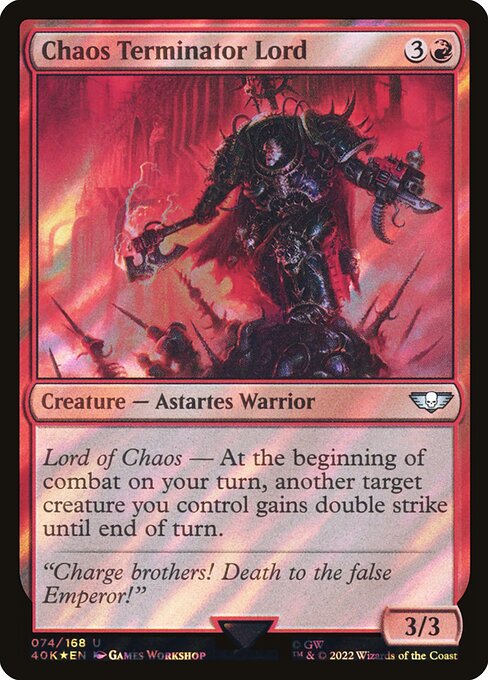 Chaos Terminator Lord 3
Creature — Astartes Warrior
Lord of Chaos — At the beginning of
combat on your turn, another target
creature you control gains double strike
until end of turn.
“Charge brothers! Death to the false
Emperor!”
3/3
074/168 U
40K★EN Games Workshop
© GW
™ & © 2022 Wizards of the Coast